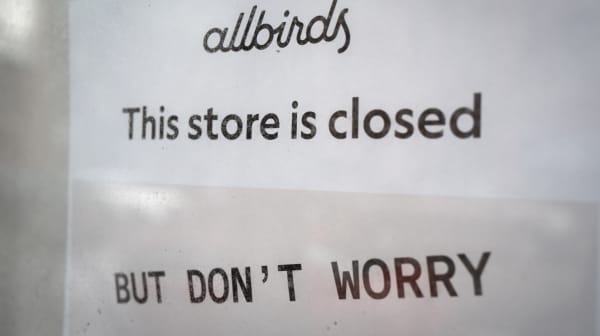 allbirds
This store is closed
BUT DON'T WORRY